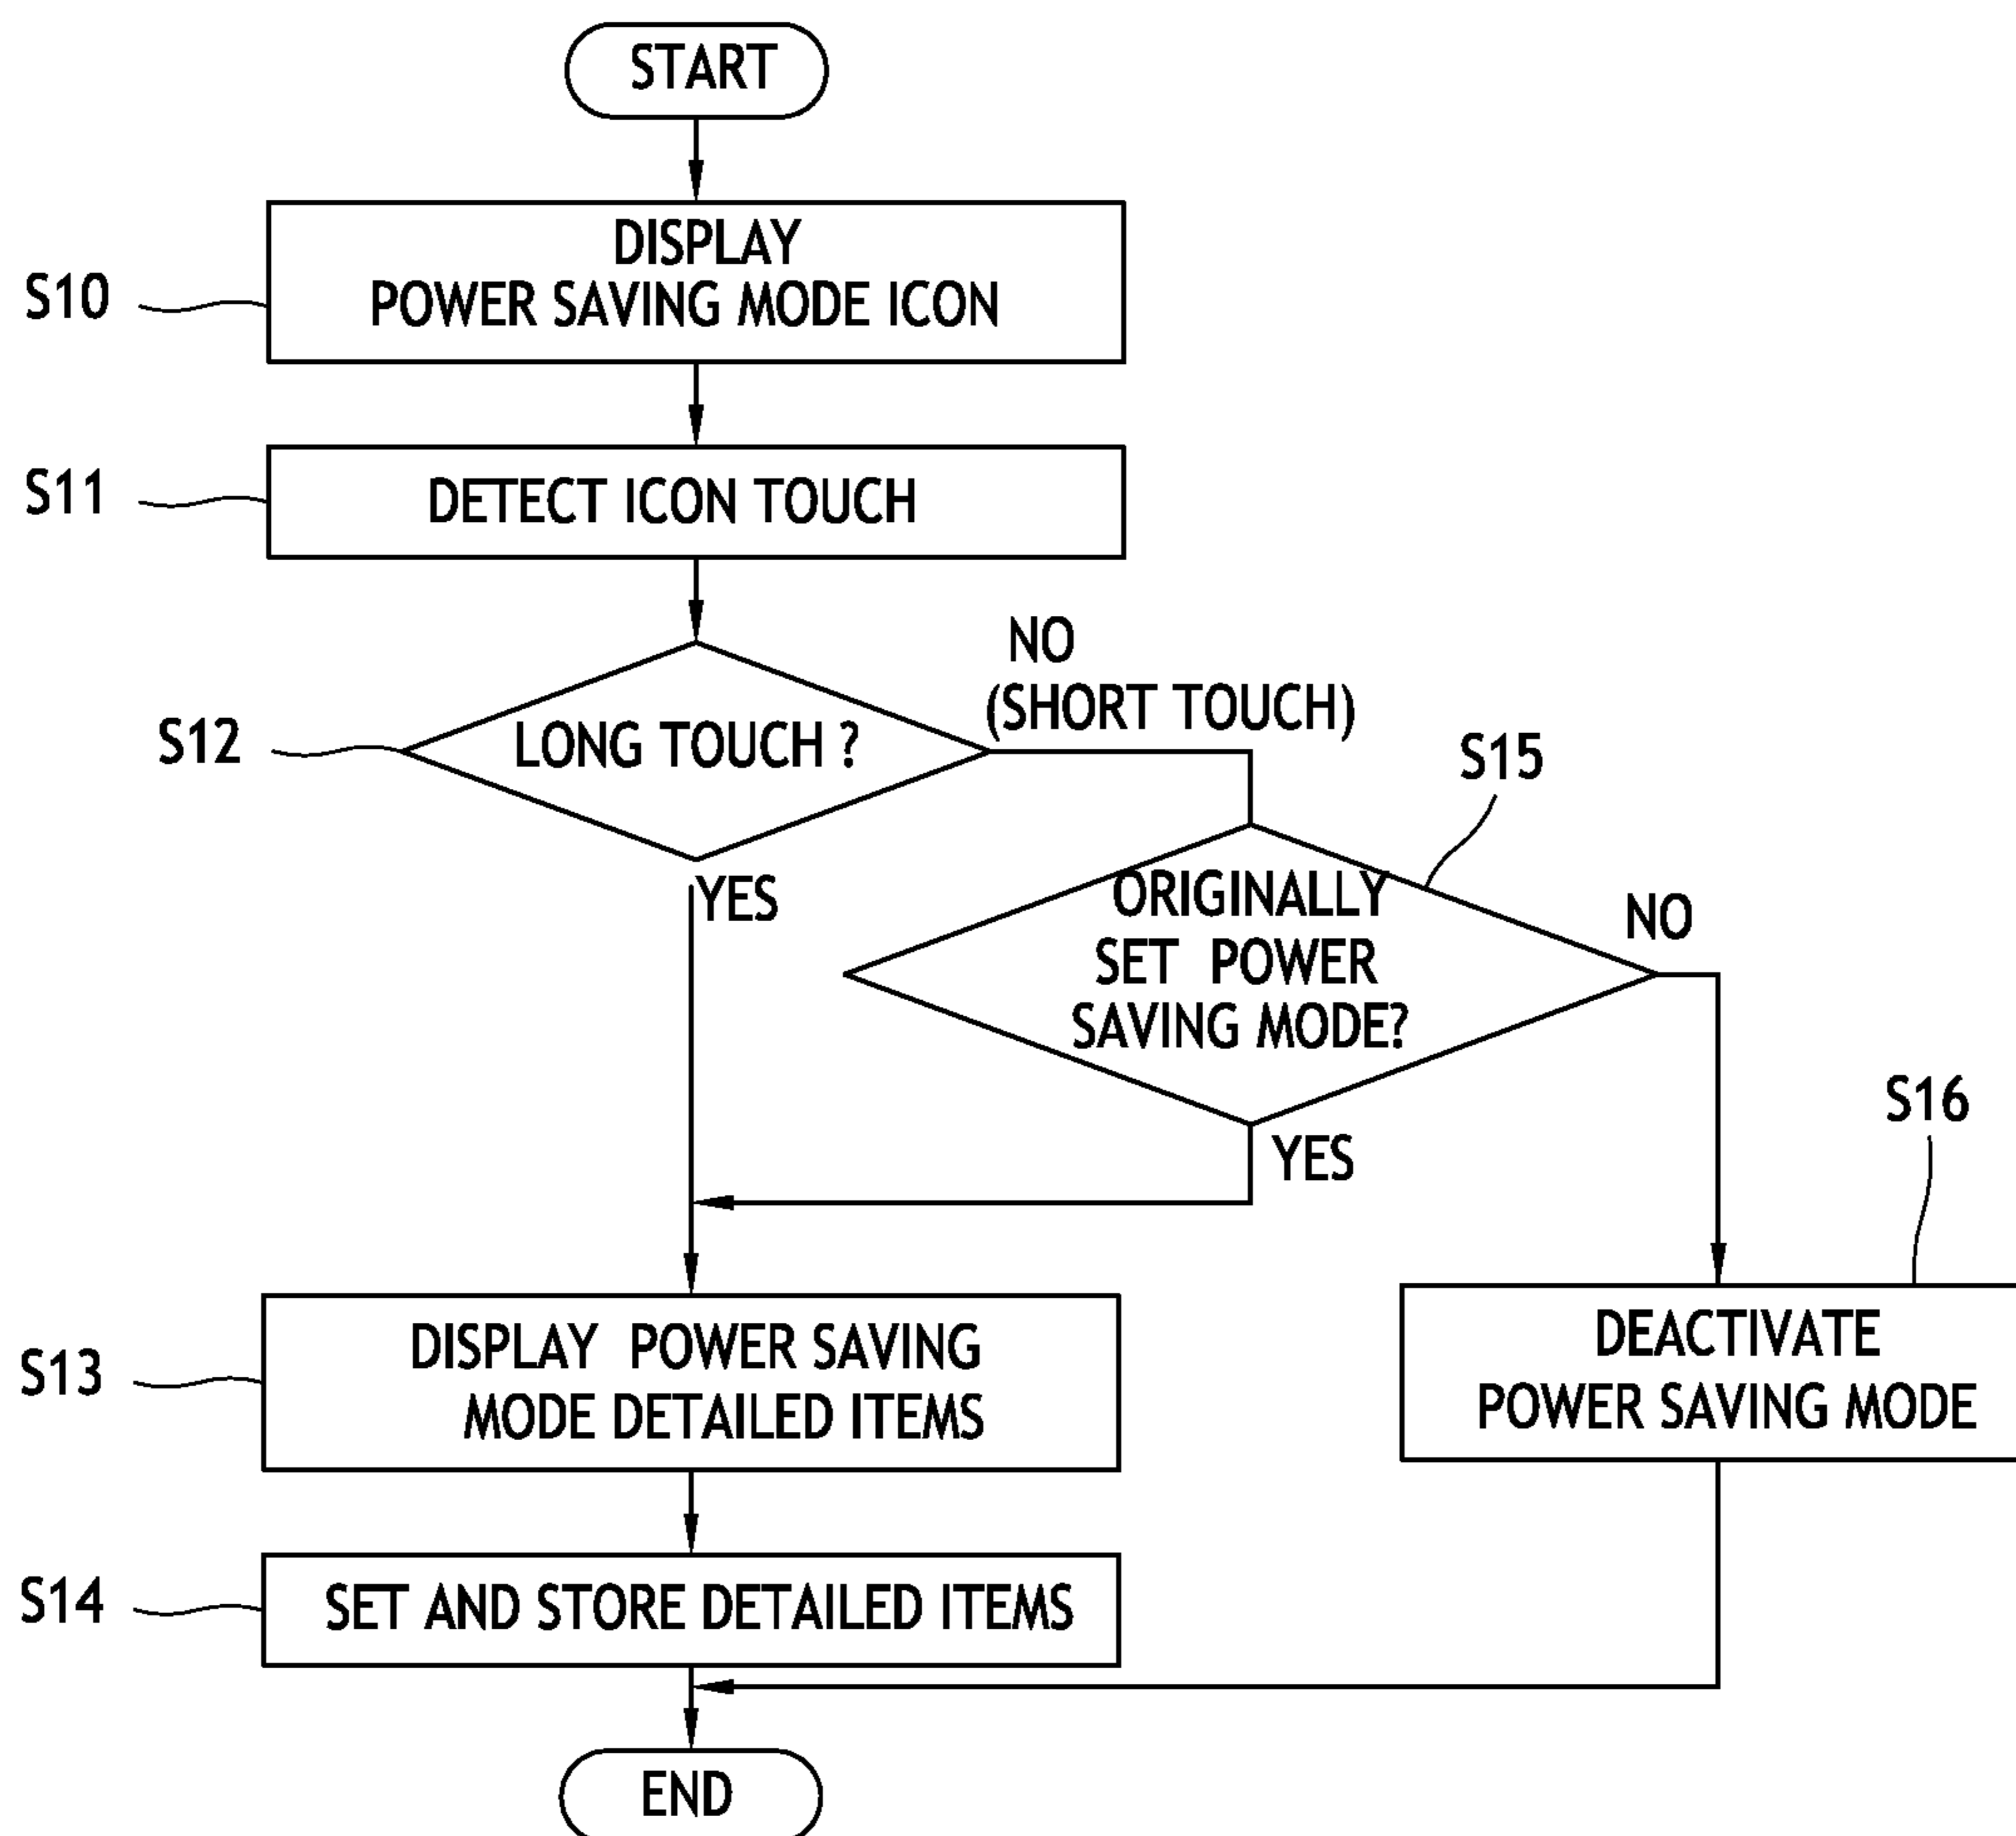 START
DISPLAY
POWER SAVING MODE ICON
S10
DETECT ICON TOUCH
S11
NO
(SHORT TOUCH)
LONG TOUCH ?
S12
S15
YES
ORIGINALLY
SET POWER
SAVING MODE?
NO
YES
S16
DISPLAY POWER SAVING
MODE DETAILED ITEMS
S13
DEACTIVATE
POWER SAVING MODE
SET AND STORE DETAILED ITEMS
S14
END